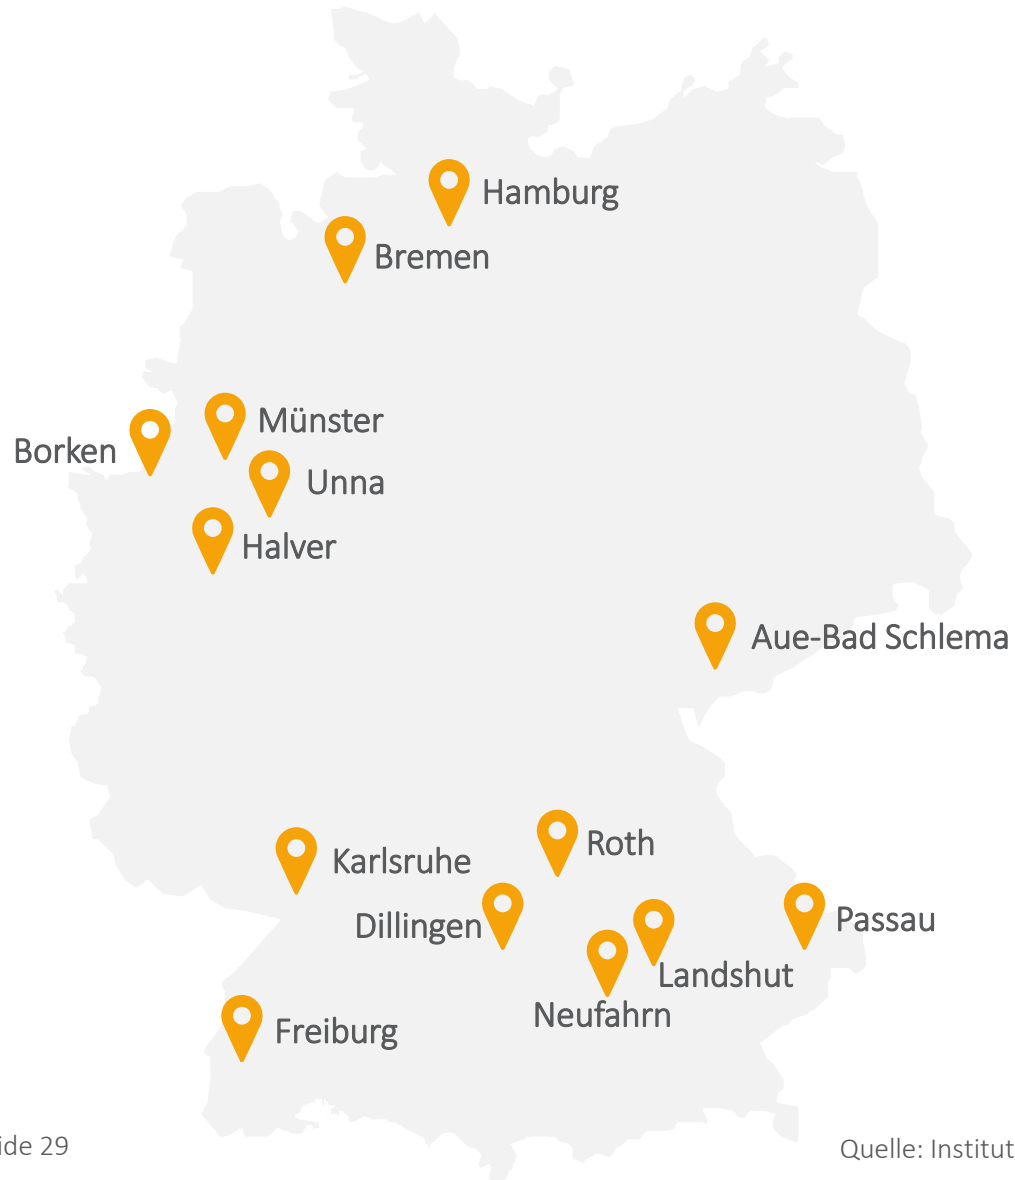 Hamburg
Bremen
Münster
Borken
Unna
Halver
Aue-Bad Schlema
Roth
Karlsruhe
Passau
Dillingen
Landshut
Neufahrn
Freiburg
ide 29
Quelle: Institut